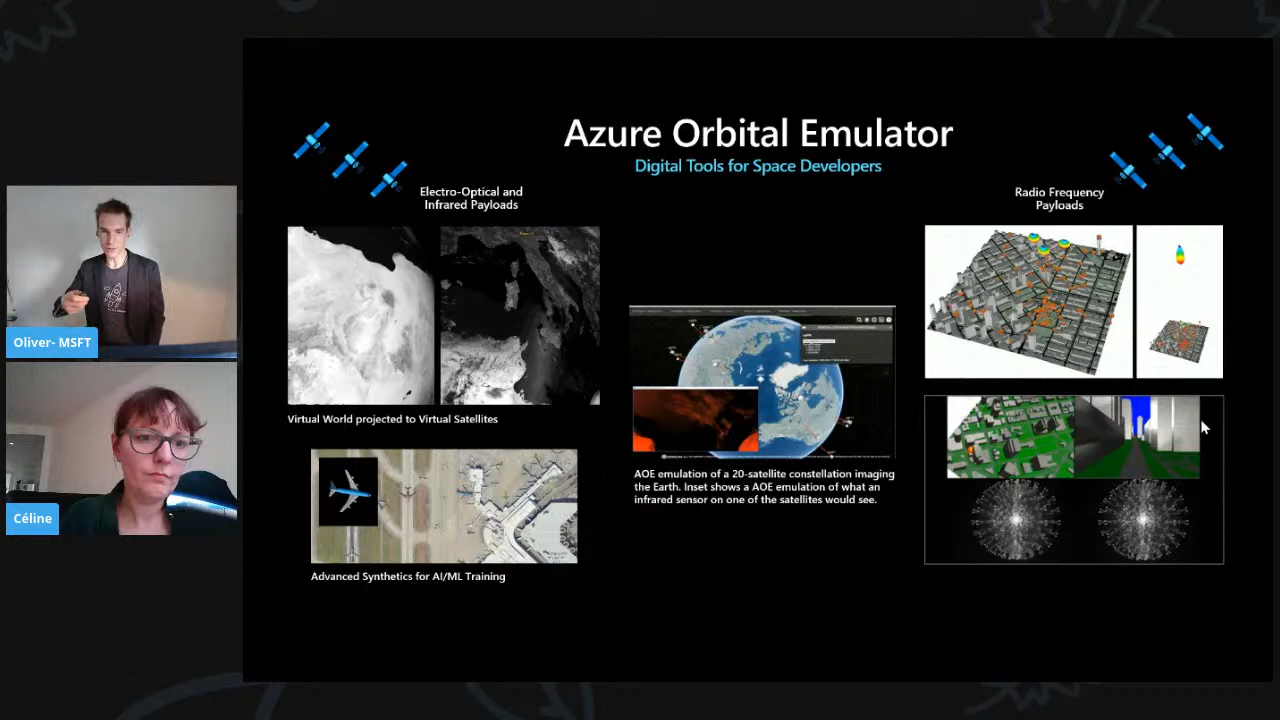 Azure Orbital Emulator
Digital Tools for Space Developers
Electro-Optical and
Infrared Payloads
Radio Frequency
Payloads
Virtual World projected to Virtual Satellites
AOE emulation of a 20-satellite constellation imaging
the Earth. Inset shows a AOE emulation of what an
infrared sensor on one of the satellites would see.
Advanced Synthetics for AI/ML Training
Oliver- MSFT
Céline